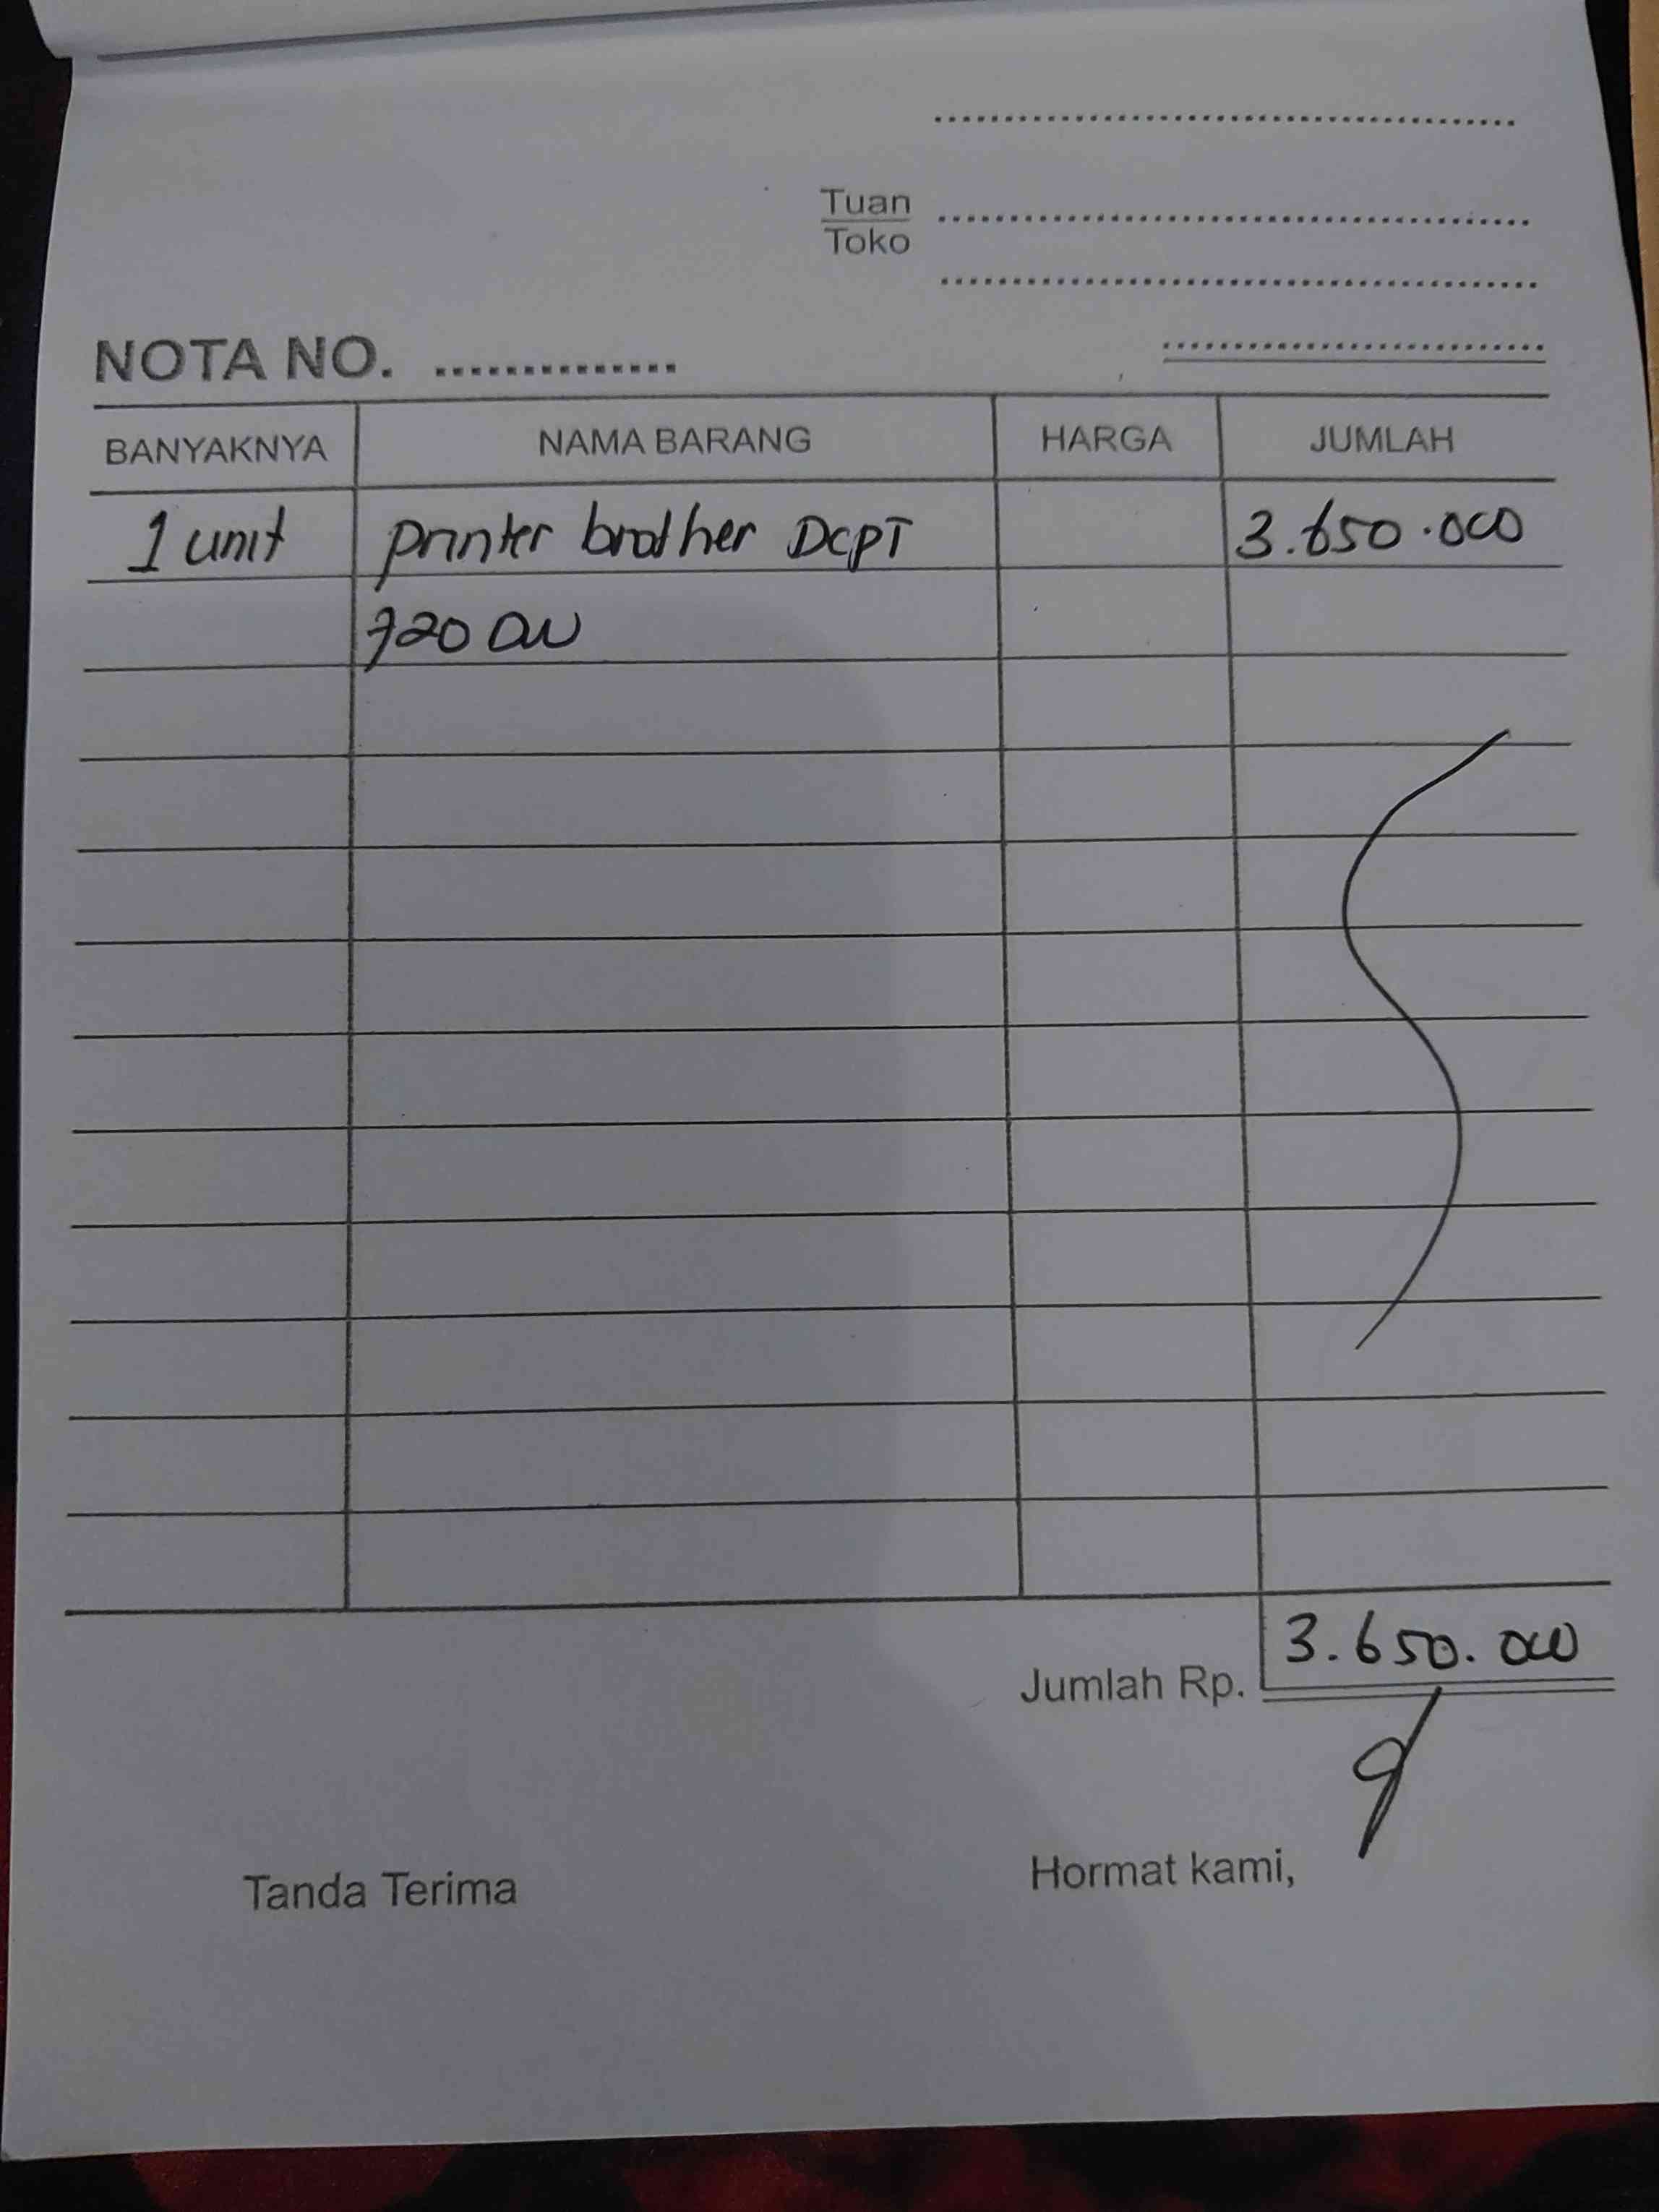 Tuan
Toko
NOTA NO. ...............
BANYAKNYA NAMA BARANG HARGA JUMLAH
1 unit printer brother DCPT 3.650.000
720 DW
3.650.000
Jumlah Rp.
Tanda Terima Hormat kami,